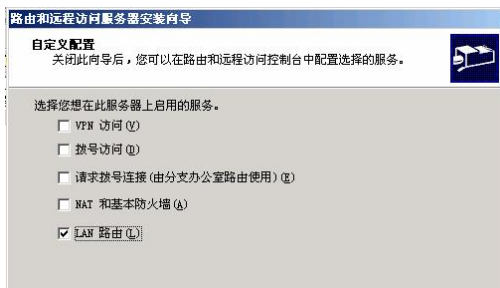 路由和远程访问服务器安装向导
自定义配置
关闭此向导后，您可以在路由和远程访问控制台中配置选择的服务。
选择您想在此服务器上启用的服务。
VPN 访问(V)
拨号访问(D)
请求拨号连接(由分支办公室路由使用)(E)
NAT 和基本防火墙(A)
LAN 路由(L)